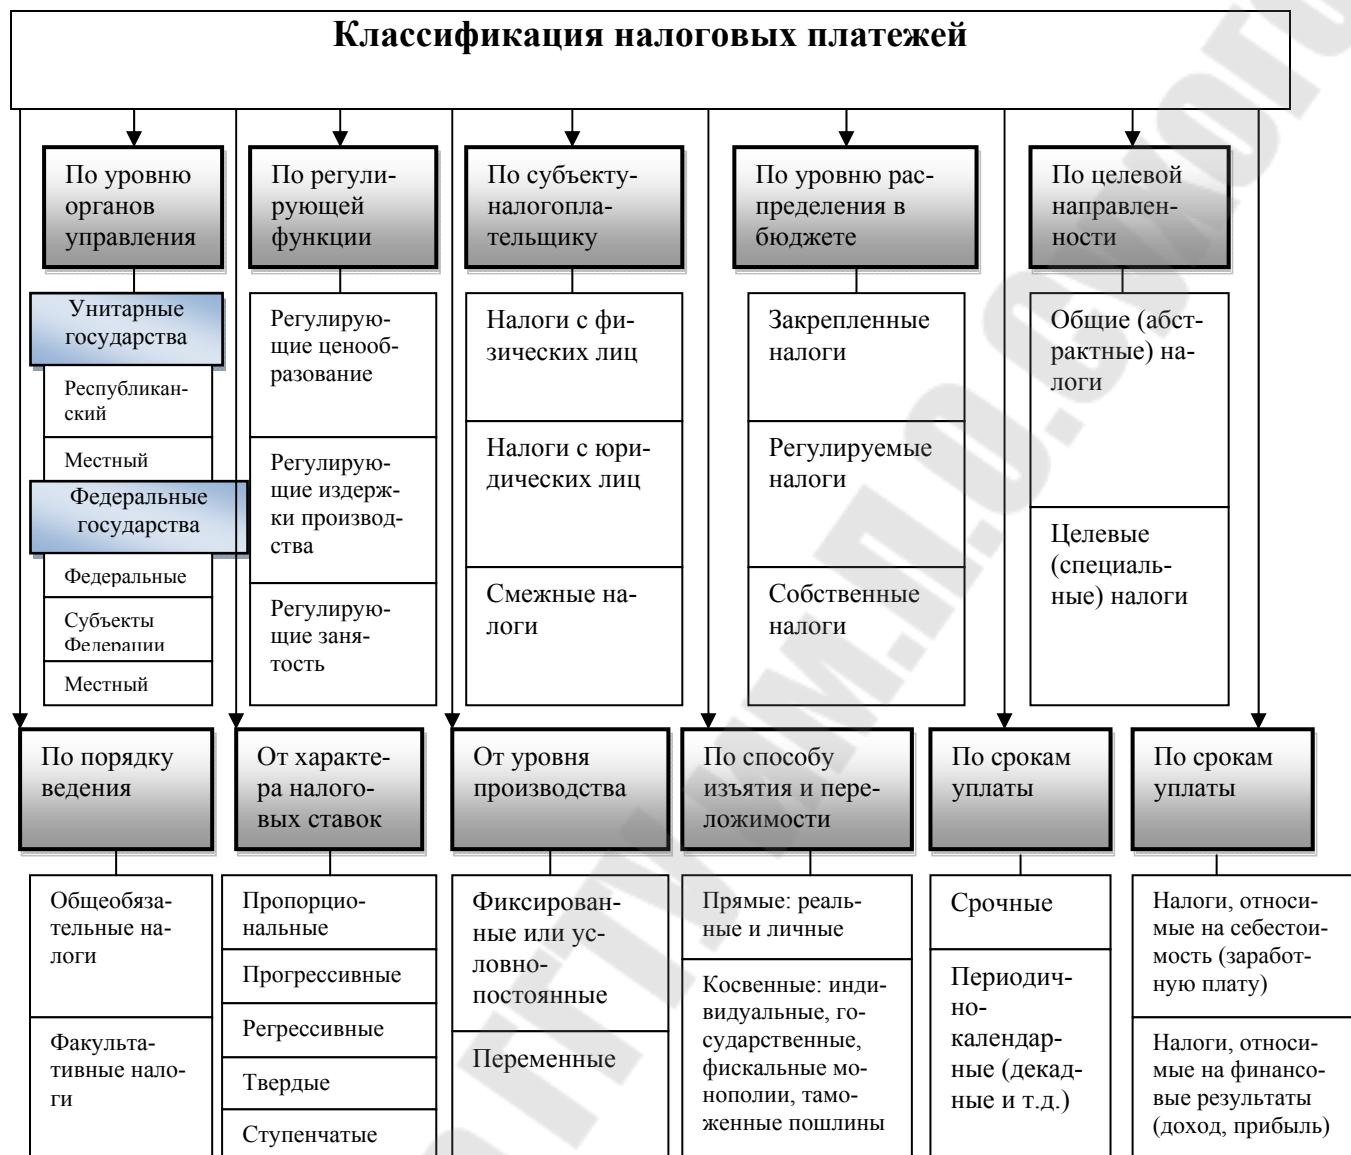 Классификация налоговых платежей
По уровню
органов
управления
По регули-
рующей
функции
По субъекту-
налогопла-
тельщику
По уровню рас-
пределения в
бюджете
По целевой
направлен-
ности
Унитарные
государства
Республикан-
ский
Местный
Федеральные
государства
Федеральные
Субъекты
Федерации
Местный
Регулирую-
щие ценооб-
разование
Регулирую-
щие издерж-
ки производ-
ства
Регулирую-
щие заня-
тость
Налоги с фи-
зических лиц
Налоги с юри-
дических лиц
Смежные на-
логи
Закрепленные
налоги
Регулируемые
налоги
Собственные
налоги
Общие (абст-
рактные) на-
логи
Целевые
(специаль-
ные) налоги
По порядку
ведения
От характе-
ра налого-
вых ставок
От уровня
производства
По способу
изъятия и пере-
ложимости
По срокам
уплаты
По срокам
уплаты
Общеобяза-
тельные на-
логи
Факульта-
тивные нало-
ги
Пропорцио-
нальные
Прогрессивные
Регрессивные
Твердые
Ступенчатые
Фиксирован-
ные или ус-
ловно-
постоянные
Переменные
Прямые: реаль-
ные и личные
Косвенные: инди-
видуальные, го-
сударственные,
фискальные мо-
нополии, тамо-
женные пошлины
Срочные
Периодич-
но-
календар-
ные (декад-
ные и т.д.)
Налоги, относи-
мые на себестои-
мость (заработ-
ную плату)
Налоги, относи-
мые на финансо-
вые результаты
(доход, прибыль)